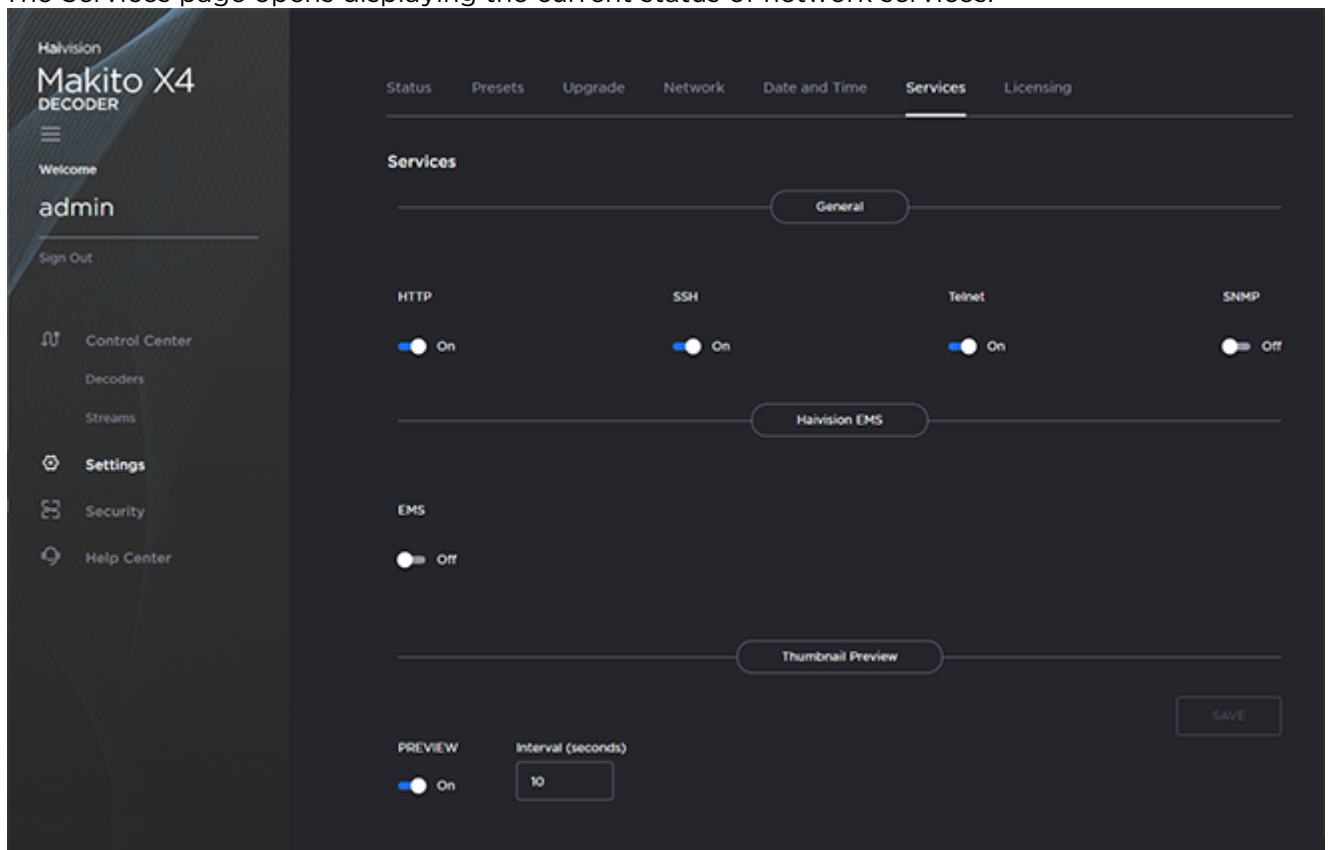 The Services page opens displaying the current status of network services.
Haivision
Makito X4
DECODER
Welcome
admin
Sign Out
Control Center
Decoders
Streams
Settings
Security
Help Center
Status Presets Upgrade Network Date and Time Services Licensing
Services
General
HTTP SSH Telnet SNMP
On On On Off
Haivision EMS
EMS
Off
Thumbnail Preview
SAVE
PREVIEW Interval (seconds)
On 10